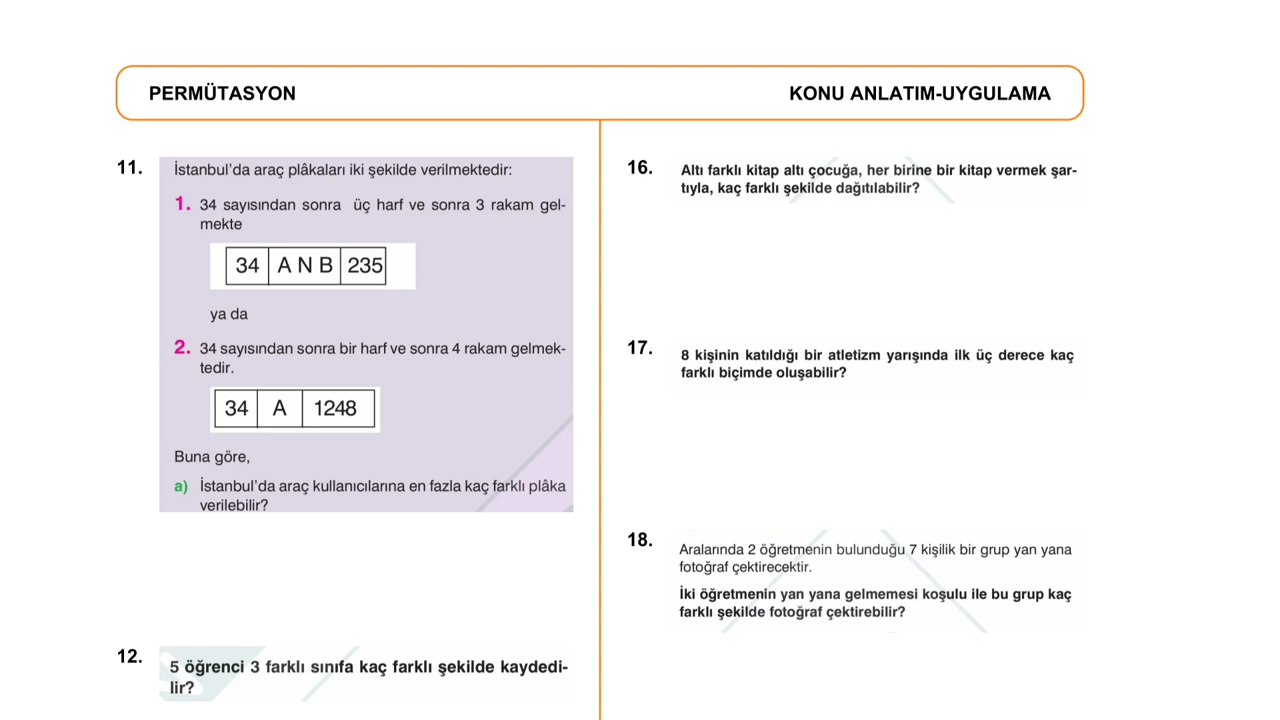 PERMÜTASYON
KONU ANLATIM-UYGULAMA
11.
İstanbul'da araç plâkaları iki şekilde verilmektedir:
1. 34 sayısından sonra üç harf ve sonra 3 rakam gel-
mekte
34 A N B 235
ya da
2. 34 sayısından sonra bir harf ve sonra 4 rakam gelmek-
tedir.
34 A 1248
Buna göre,
a) İstanbul'da araç kullanıcılarına en fazla kaç farklı plâka
verilebilir?
12.
5 öğrenci 3 farklı sınıfa kaç farklı şekilde kaydedi-
lir?
16.
Altı farklı kitap altı çocuğa, her birine bir kitap vermek şar-
tıyla, kaç farklı şekilde dağıtılabilir?
17.
8 kişinin katıldığı bir atletizm yarışında ilk üç derece kaç
farklı biçimde oluşabilir?
18.
Aralarında 2 öğretmenin bulunduğu 7 kişilik bir grup yan yana
fotoğraf çektirecektir.
İki öğretmenin yan yana gelmemesi koşulu ile bu grup kaç
farklı şekilde fotoğraf çektirebilir?